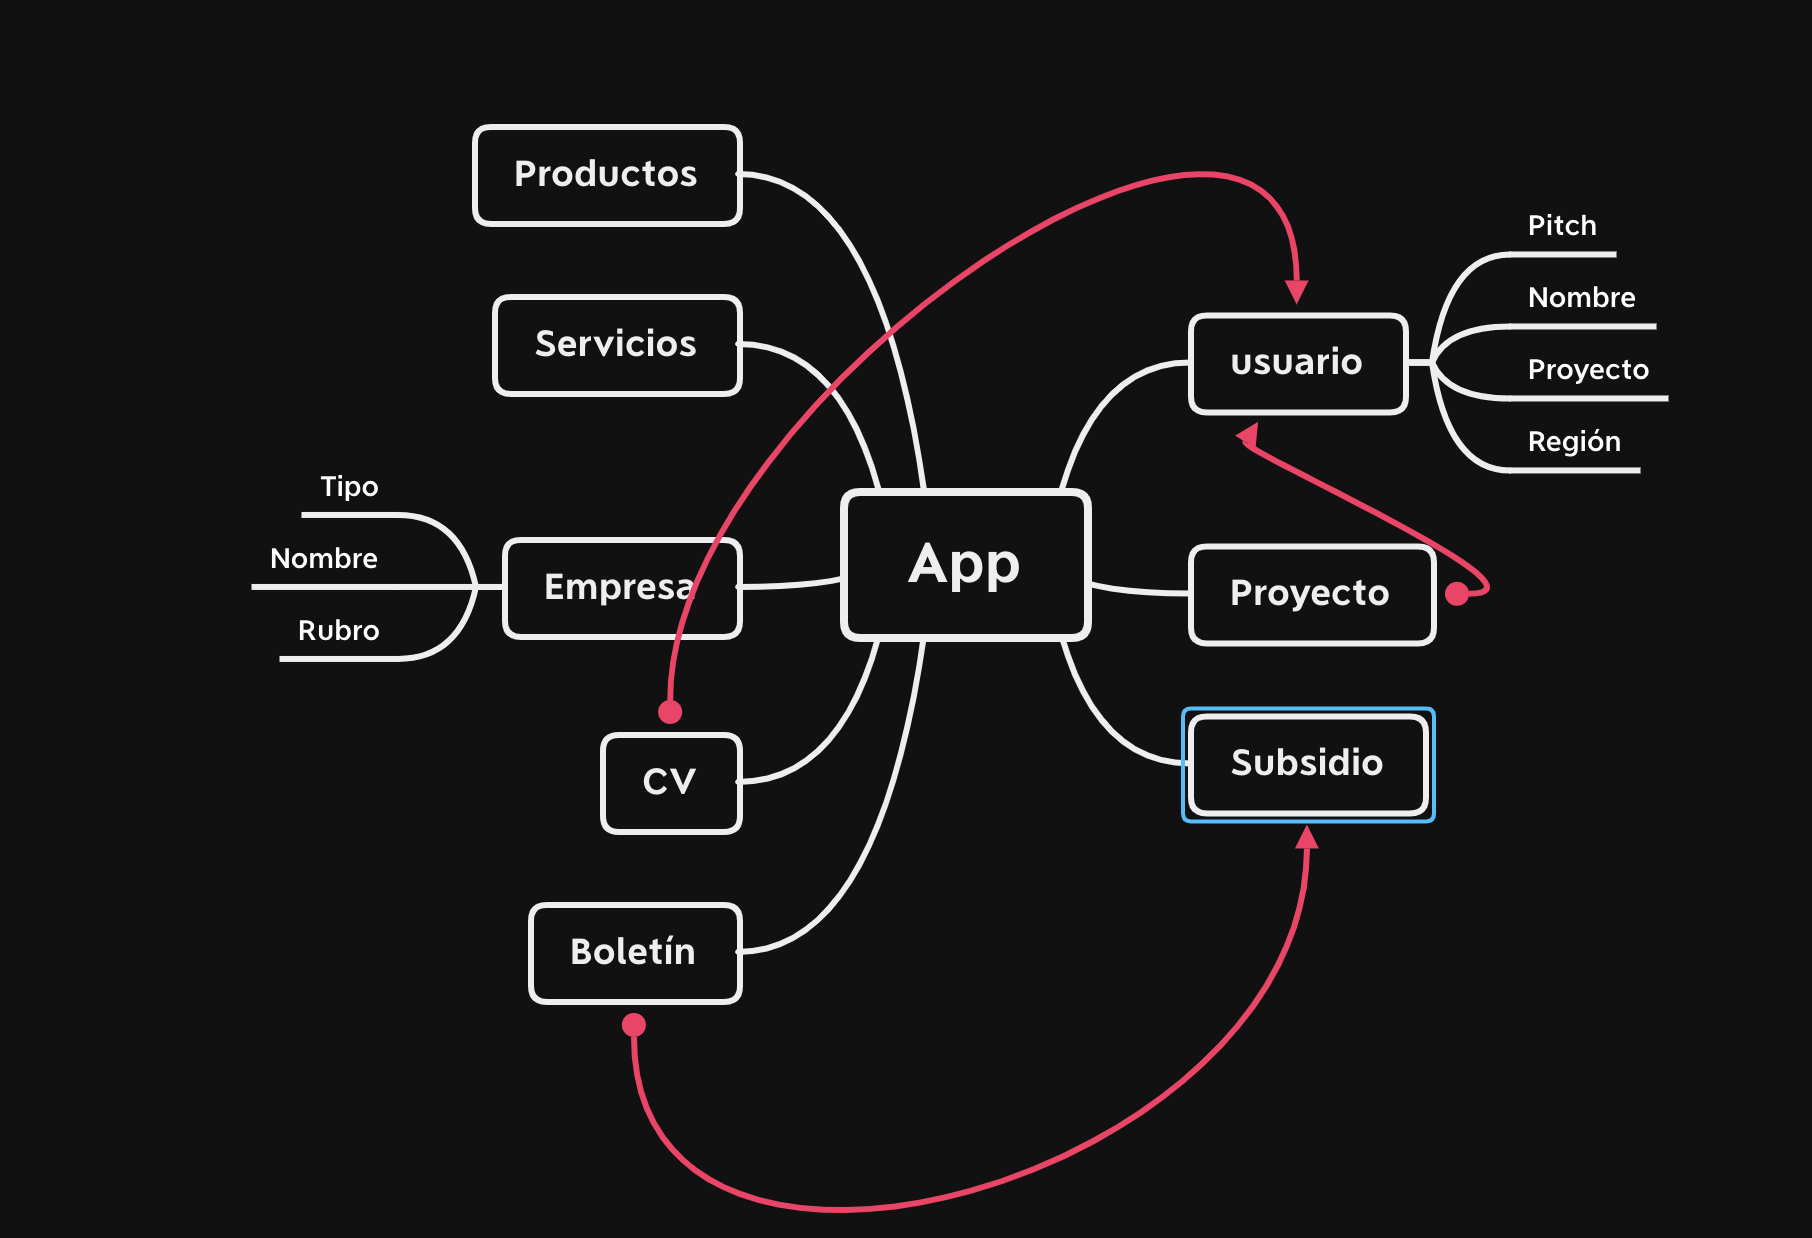 Productos
Servicios
Tipo
Nombre
Rubro
Empresa
CV
Boletín
App
usuario
Pitch
Nombre
Proyecto
Región
Proyecto
Subsidio